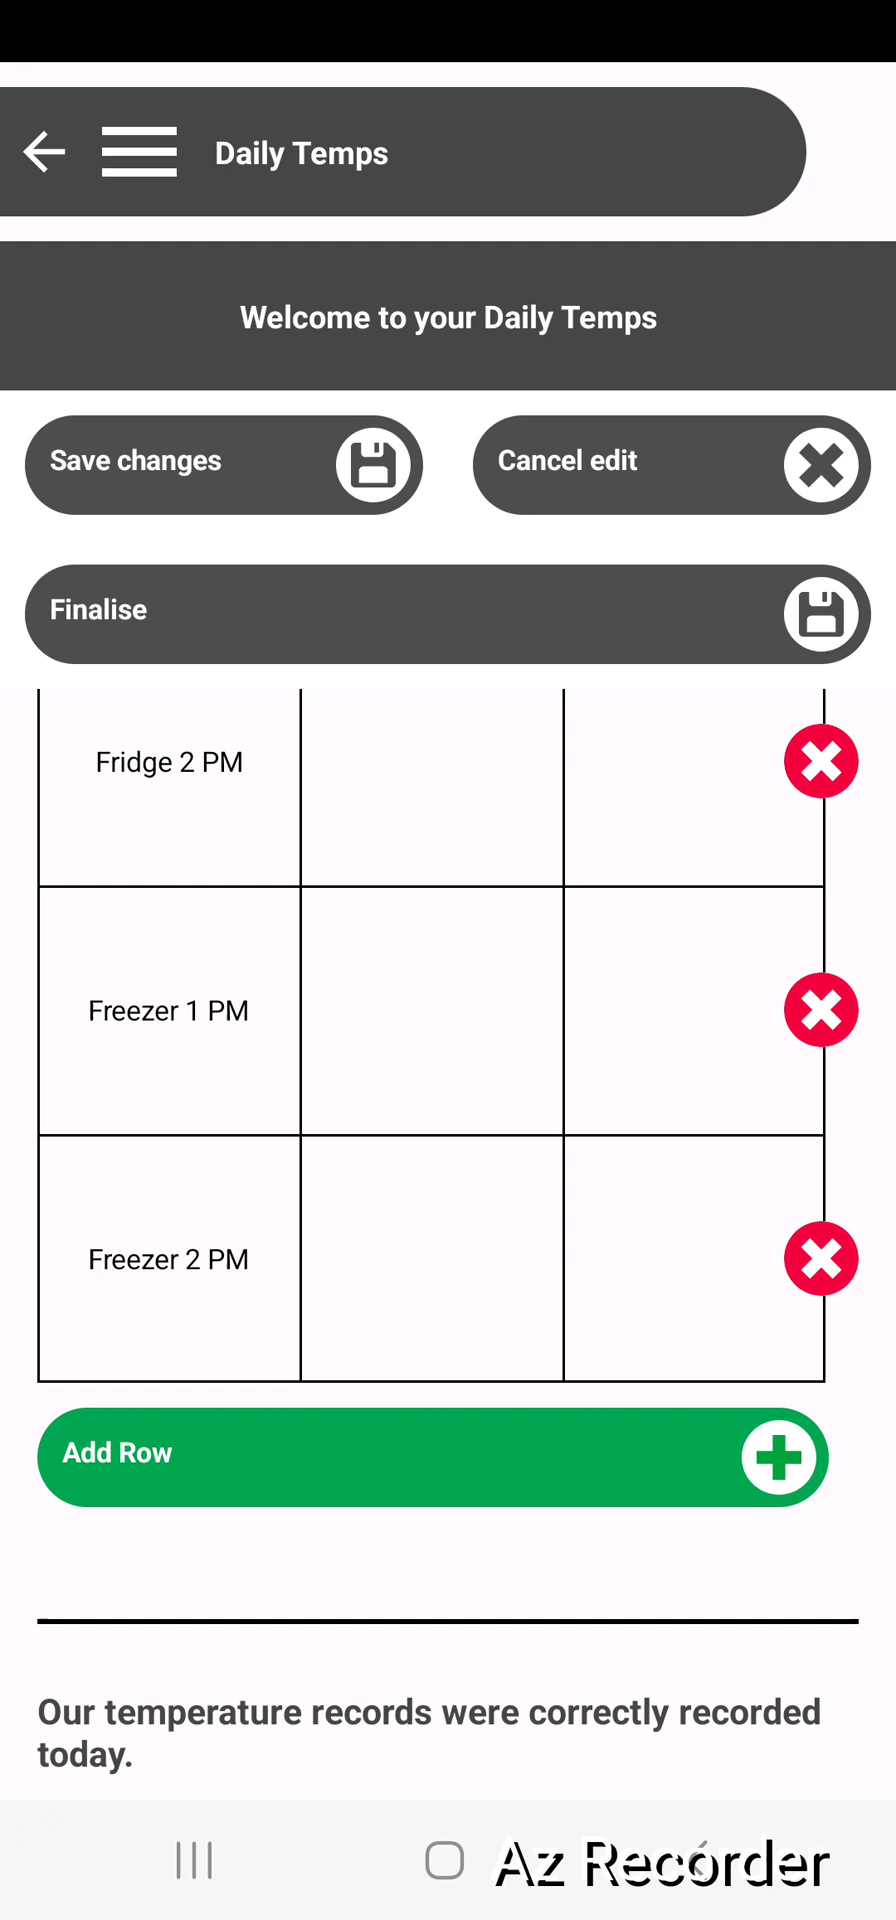 Daily Temps
Welcome to your Daily Temps
Save changes
Cancel edit
Finalise
Fridge 2 PM
Freezer 1 PM
Freezer 2 PM
Add Row
Our temperature records were correctly recorded
today.
Az Recorder